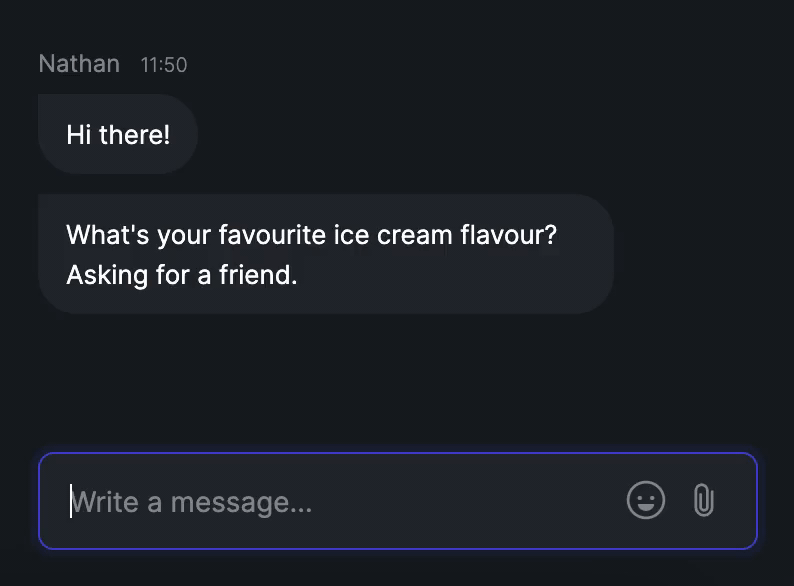 Nathan 11:50
Hi there!
What's your favourite ice cream flavour?
Asking for a friend.
Write a message...